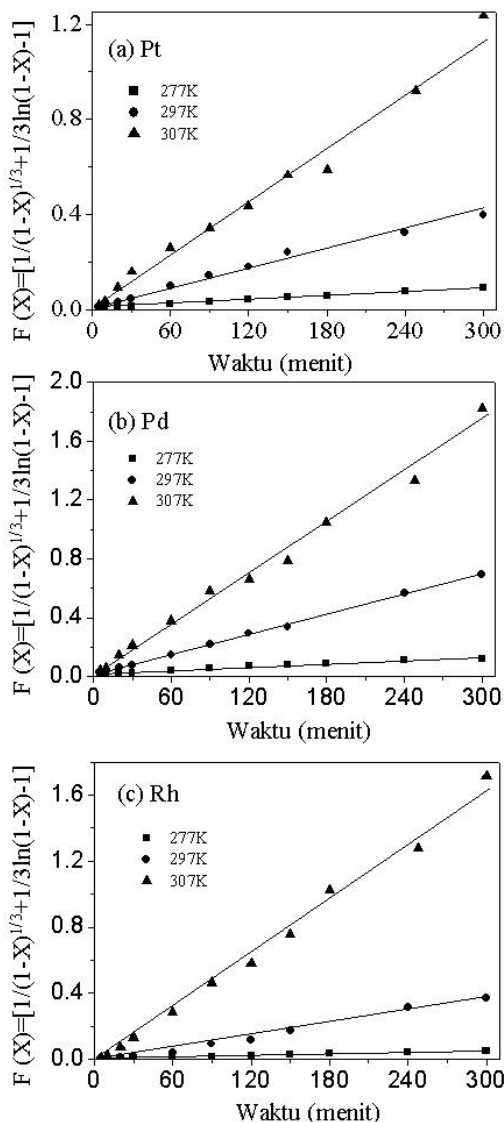 F (X)=[1/(1-X)^1/3+1/3ln(1-X)-1]
1.2
0.8
0.4
0.0
(a) Pt
277K
297K
307K
0 60 120 180 240 300
Waktu (menit)
F (X)=[1/(1-X)^1/3+1/3ln(1-X)-1]
2.0
1.6
1.2
0.8
0.4
0.0
(b) Pd
277K
297K
307K
0 60 120 180 240 300
Waktu (menit)
F (X)=[1/(1-X)^1/3+1/3ln(1-X)-1]
1.6
1.2
0.8
0.4
0.0
(c) Rh
277K
297K
307K
0 60 120 180 240 300
Waktu (menit)